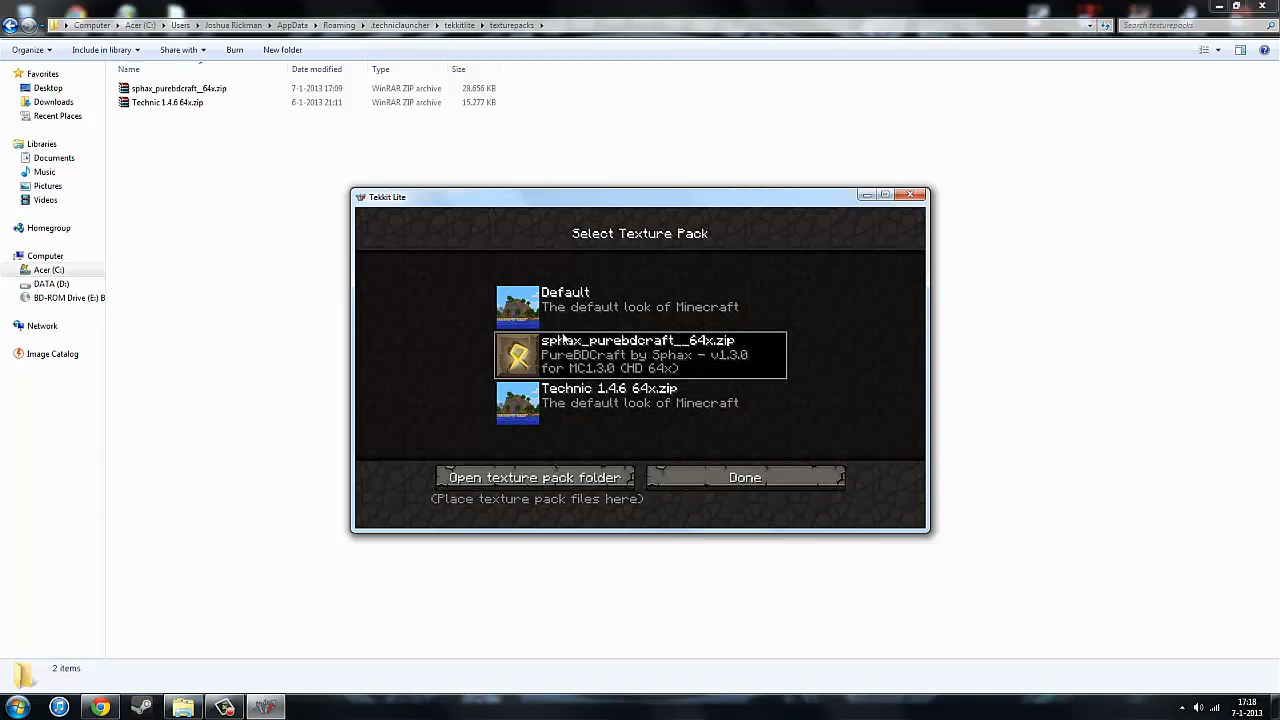 Computer ▸ Acer (C:) ▸ Users ▸ Joshua Rickman ▸ AppData ▸ Roaming ▸ .techniclauncher ▸ tekkitlite ▸ texturepacks ▸
Search texturepacks
Organize Include in library Share with Burn New folder
Name Date modified Type Size
sphax_purebdcraft__64x.zip 7-1-2013 17:09 WinRAR ZIP archive 28.656 KB
Technic 1.4.6 64x.zip 6-1-2013 21:11 WinRAR ZIP archive 15.277 KB
Favorites
Desktop
Downloads
Recent Places
Libraries
Documents
Music
Pictures
Videos
Homegroup
Computer
Acer (C:)
DATA (D:)
BD-ROM Drive (E:) B
Network
Image Catalog
Tekkit Lite
Select Texture Pack
Default
The default look of Minecraft
sphax_purebdcraft__64x.zip
PureBDCraft by Sphax - v1.3.0
for MC1.3.0 (HD 64x)
Technic 1.4.6 64x.zip
The default look of Minecraft
Open texture pack folder
Done
(Place texture pack files here)
2 items
17:18
7-1-2013